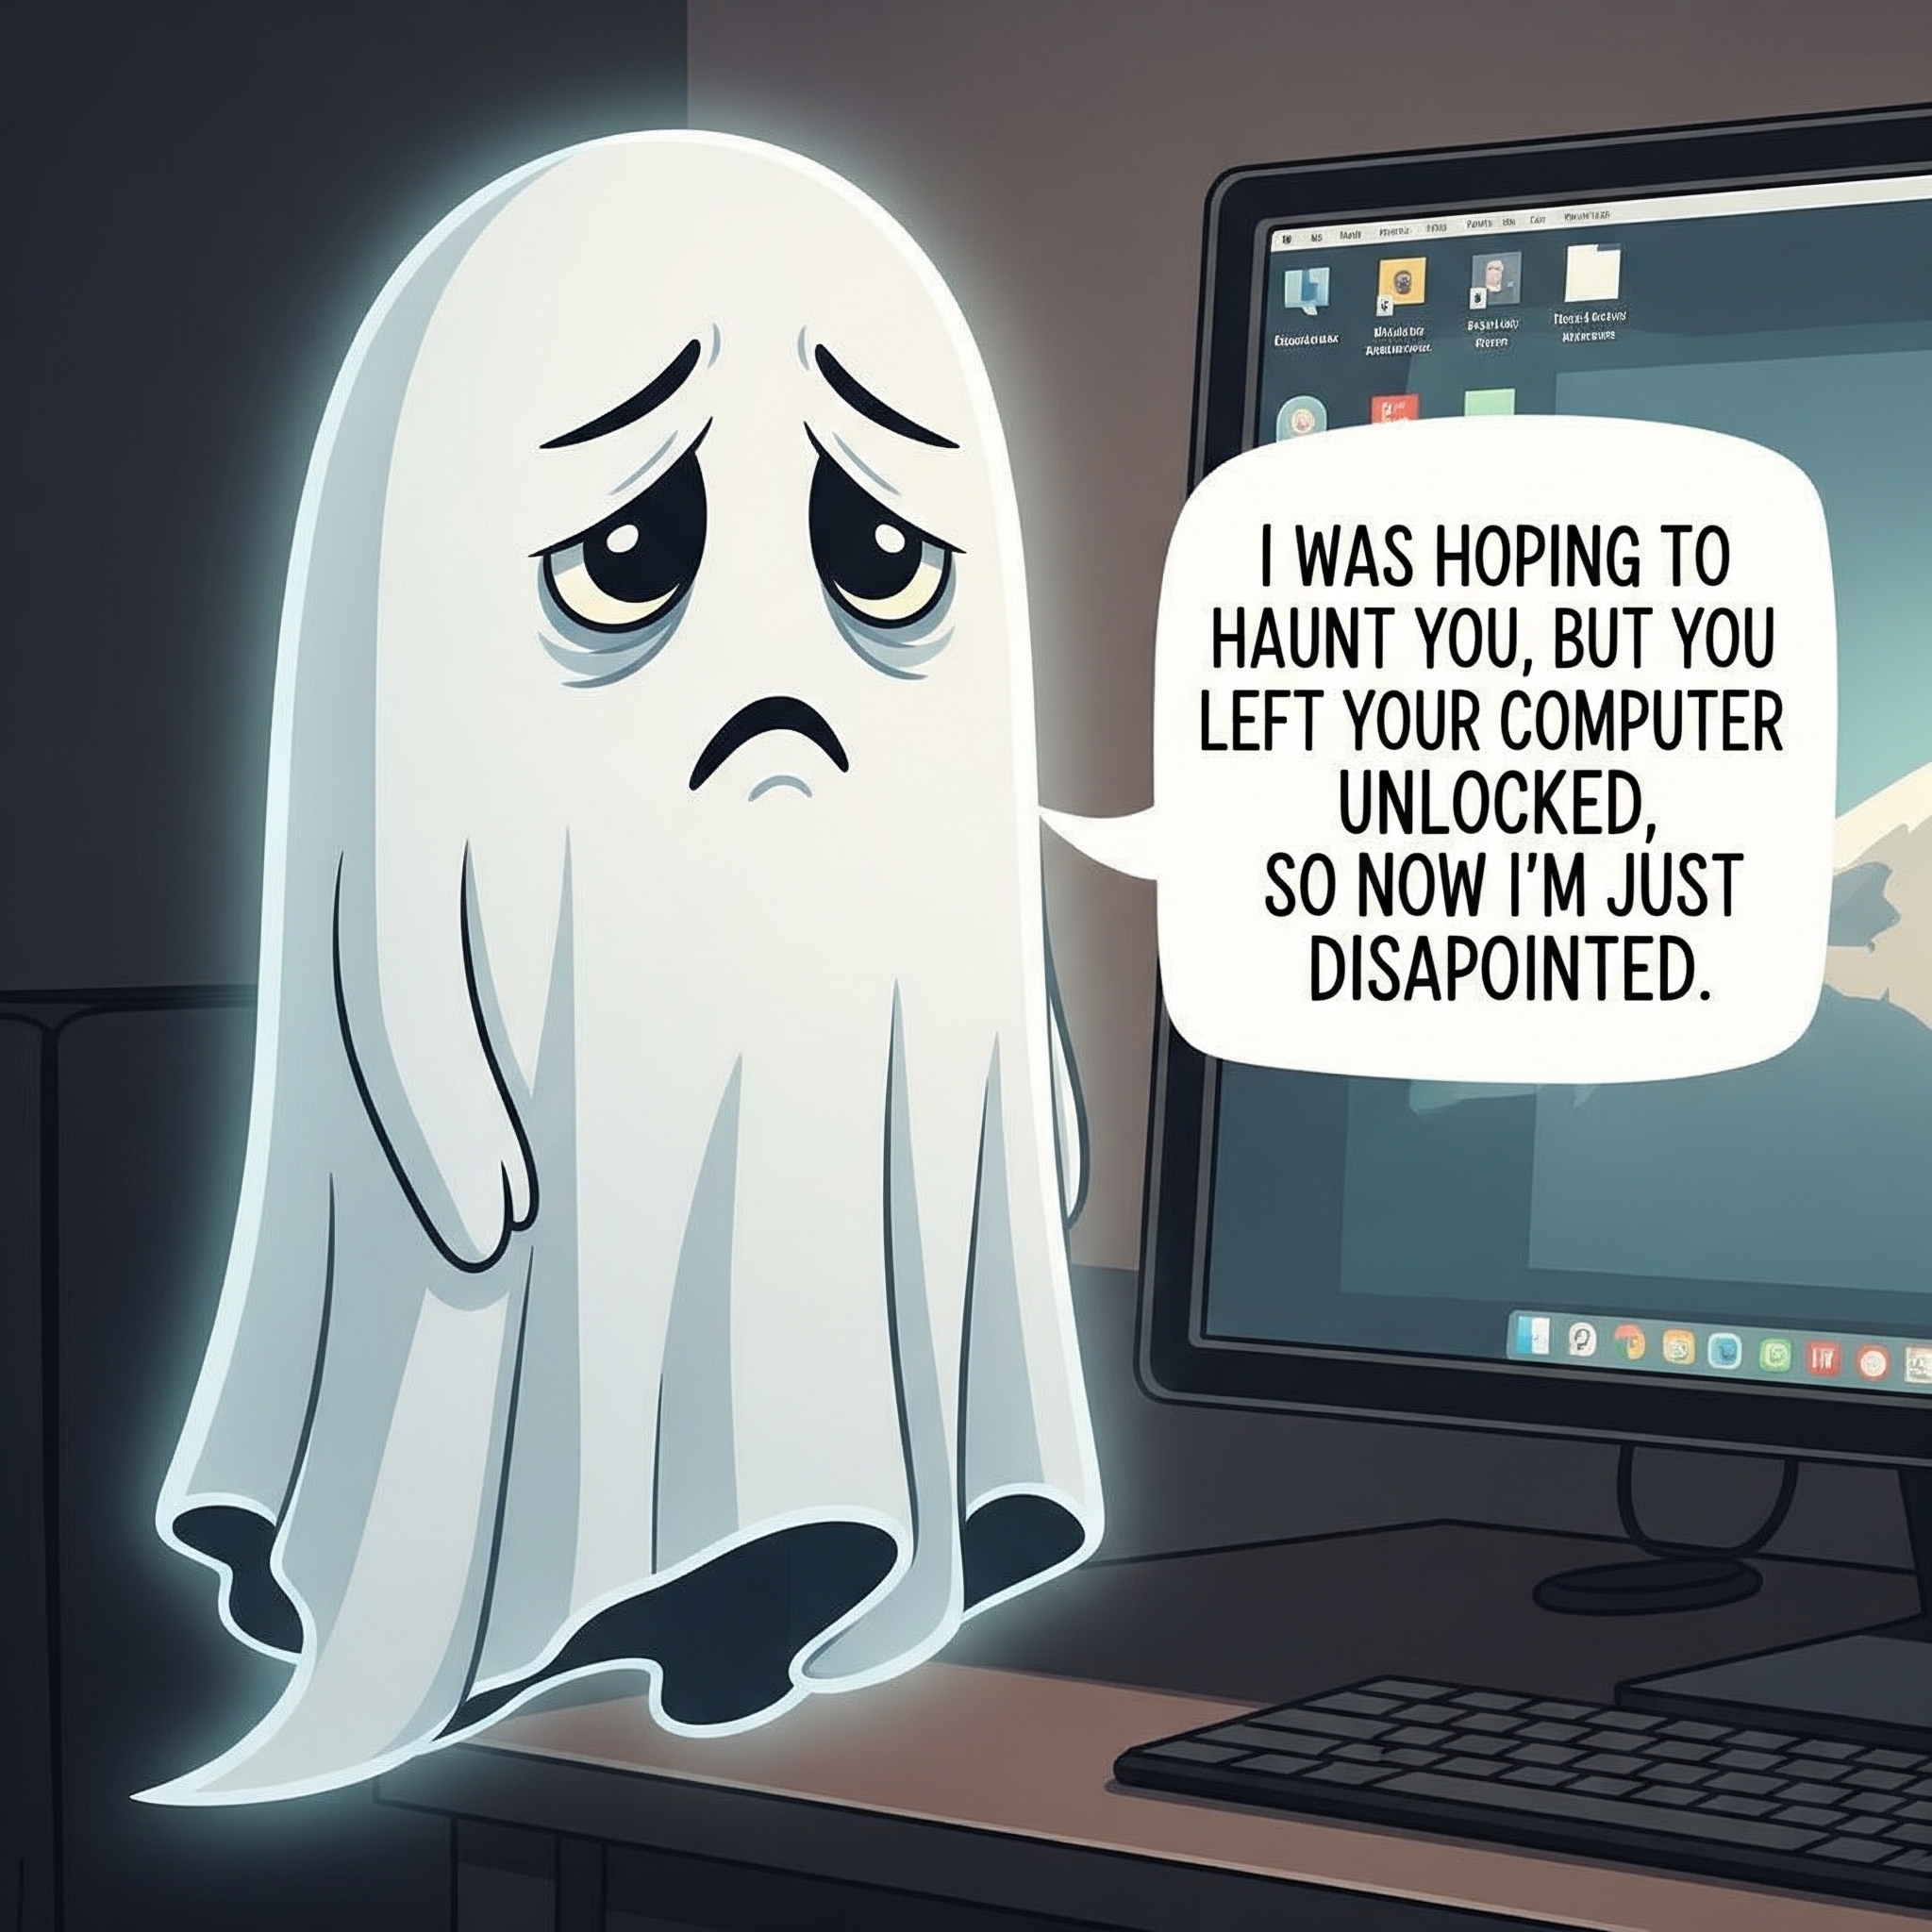 I WAS HOPING TO
HAUNT YOU, BUT YOU
LEFT YOUR COMPUTER
UNLOCKED,
SO NOW I'M JUST
DISAPOINTED.